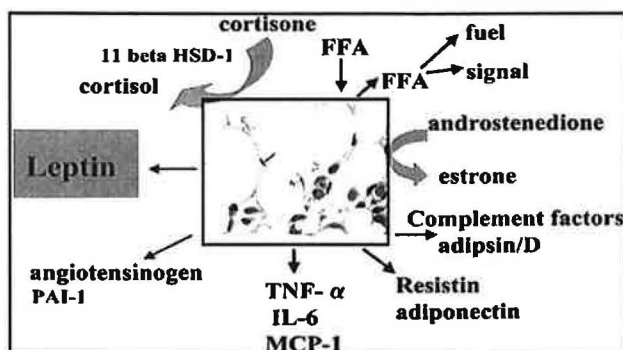 cortisone
11 beta HSD-1
cortisol
FFA
FFA
fuel
signal
androstenedione
estrone
Leptin
Complement factors
adipsin/D
angiotensinogen
PAI-1
TNF- α
IL-6
MCP-1
Resistin
adiponectin